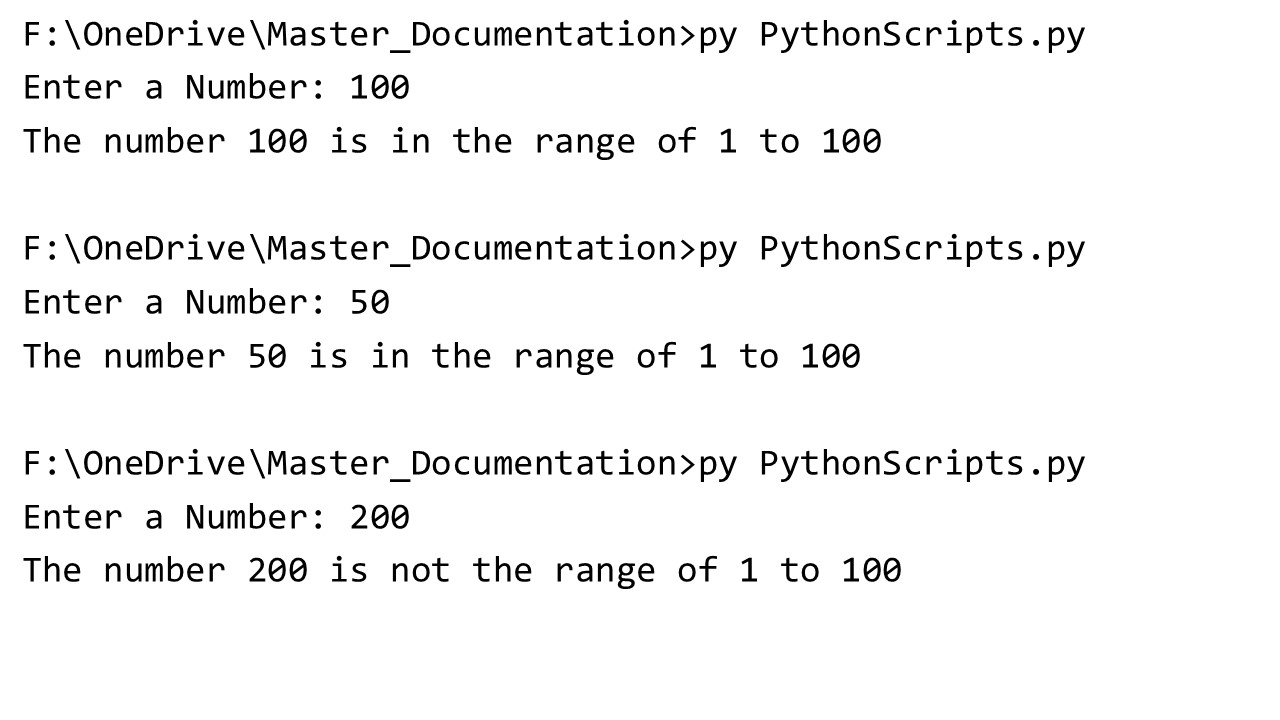 F:\OneDrive\Master_Documentation>py PythonScripts.py
Enter a Number: 100
The number 100 is in the range of 1 to 100
F:\OneDrive\Master_Documentation>py PythonScripts.py
Enter a Number: 50
The number 50 is in the range of 1 to 100
F:\OneDrive\Master_Documentation>py PythonScripts.py
Enter a Number: 200
The number 200 is not the range of 1 to 100